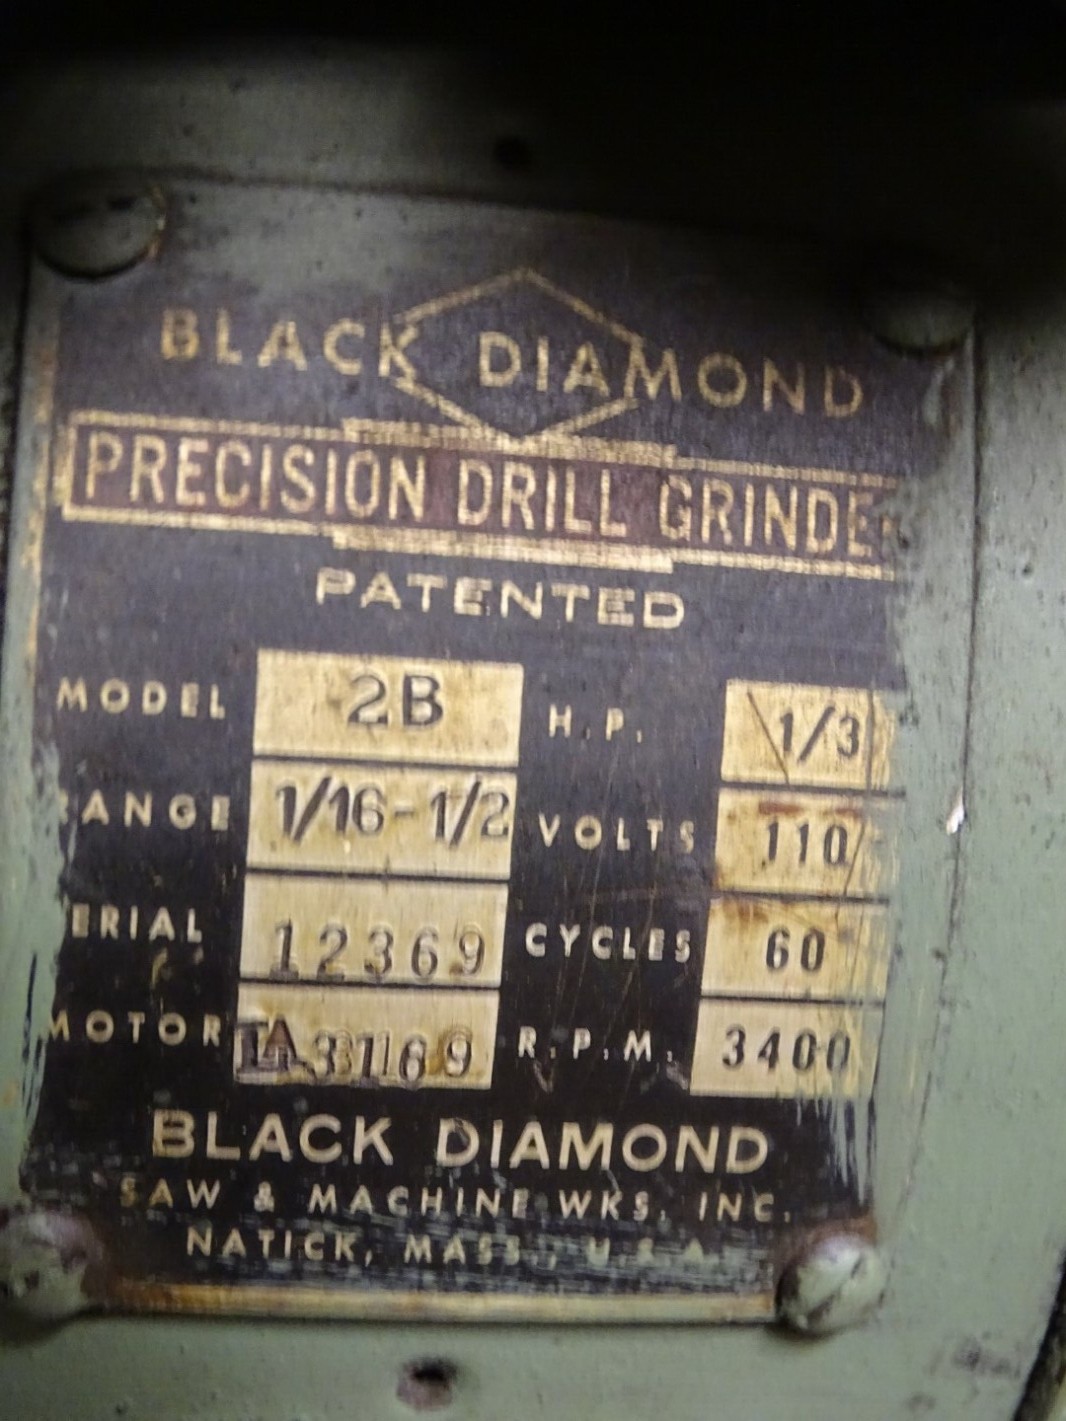 BLACK DIAMOND
PRECISION DRILL GRINDE
PATENTED
MODEL 2B H.P. 1/3
RANGE 1/16-1/2 VOLTS 110
ERIAL 12369 CYCLES 60
MOTOR R.P.M. 3400
BLACK DIAMOND
SAW & MACHINE WKS. INC.
NATICK, MASS., U.S.A.